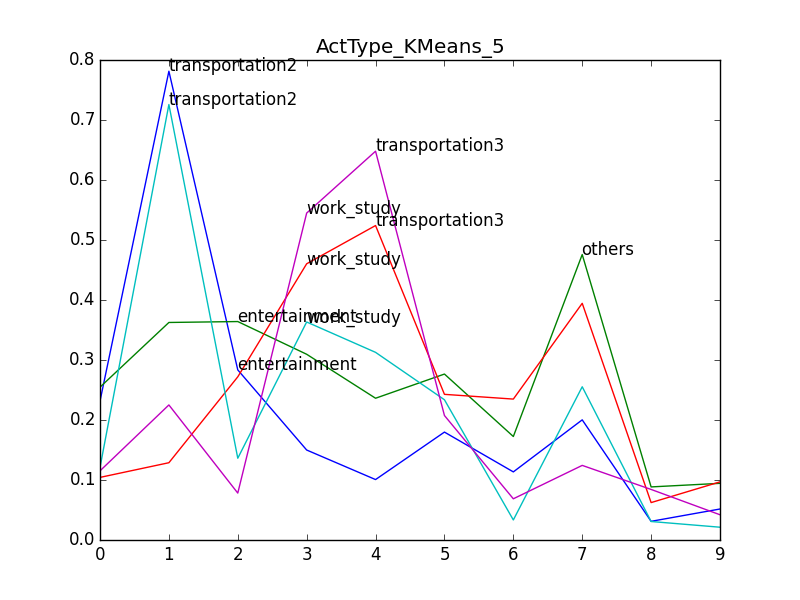 ActType_KMeans_5
0.8
transportation2
0.7
transportation2
0.6
transportation3
0.5
work_study
transportation3
others
work_study
0.4
entertainment
work_study
0.3
entertainment
0.2
0.1
0.0
0 1 2 3 4 5 6 7 8 9